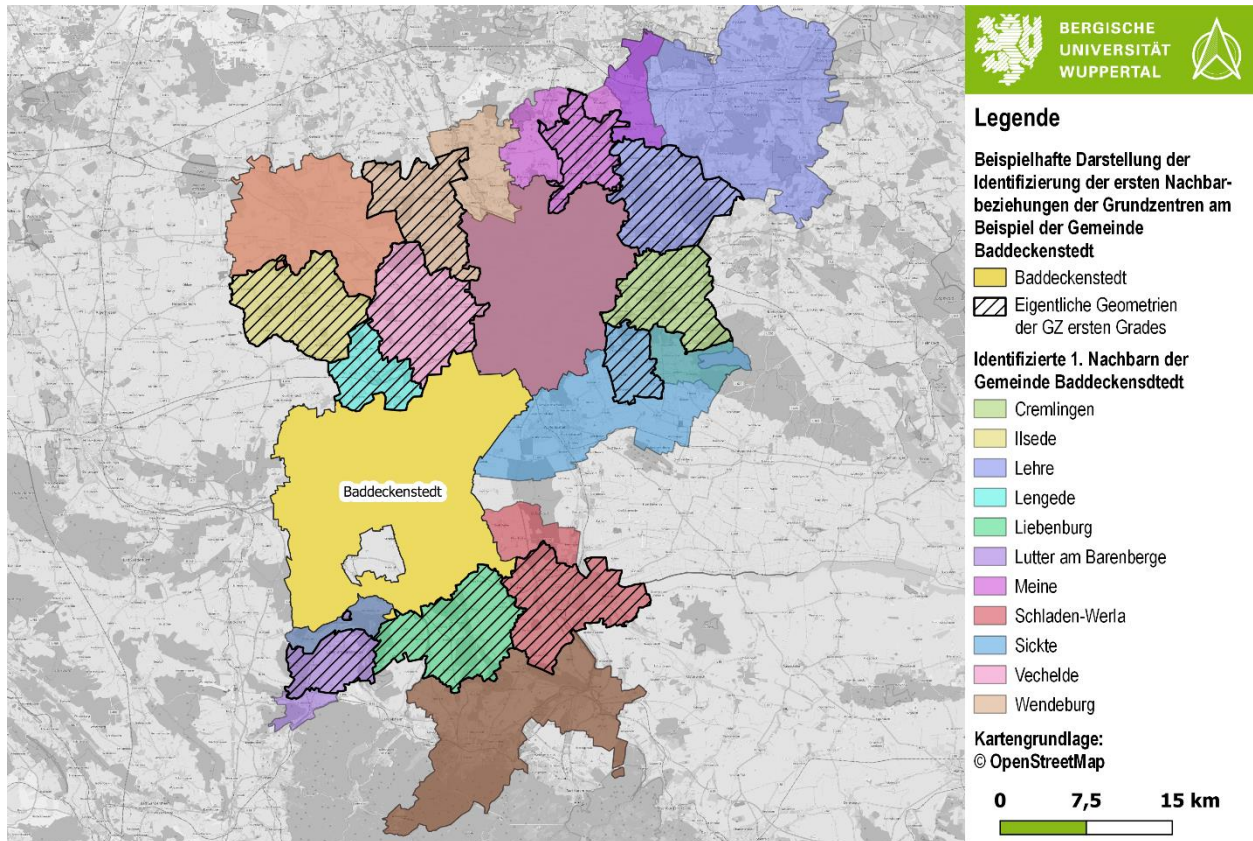 BERGISCHE
UNIVERSITÄT
WUPPERTAL
Legende
Beispielhafte Darstellung der
Identifizierung der ersten Nachbar-
beziehungen der Grundzentren am
Beispiel der Gemeinde
Baddeckenstedt
Baddeckenstedt
Eigentliche Geometrien
der GZ ersten Grades
Identifizierte 1. Nachbarn der
Gemeinde Baddeckensdtedt
Cremlingen
Ilsede
Lehre
Lengede
Liebenburg
Lutter am Barenberge
Meine
Schladen-Werla
Sickte
Vechelde
Wendeburg
Kartengrundlage:
© OpenStreetMap
0 7,5 15 km
Baddeckenstedt